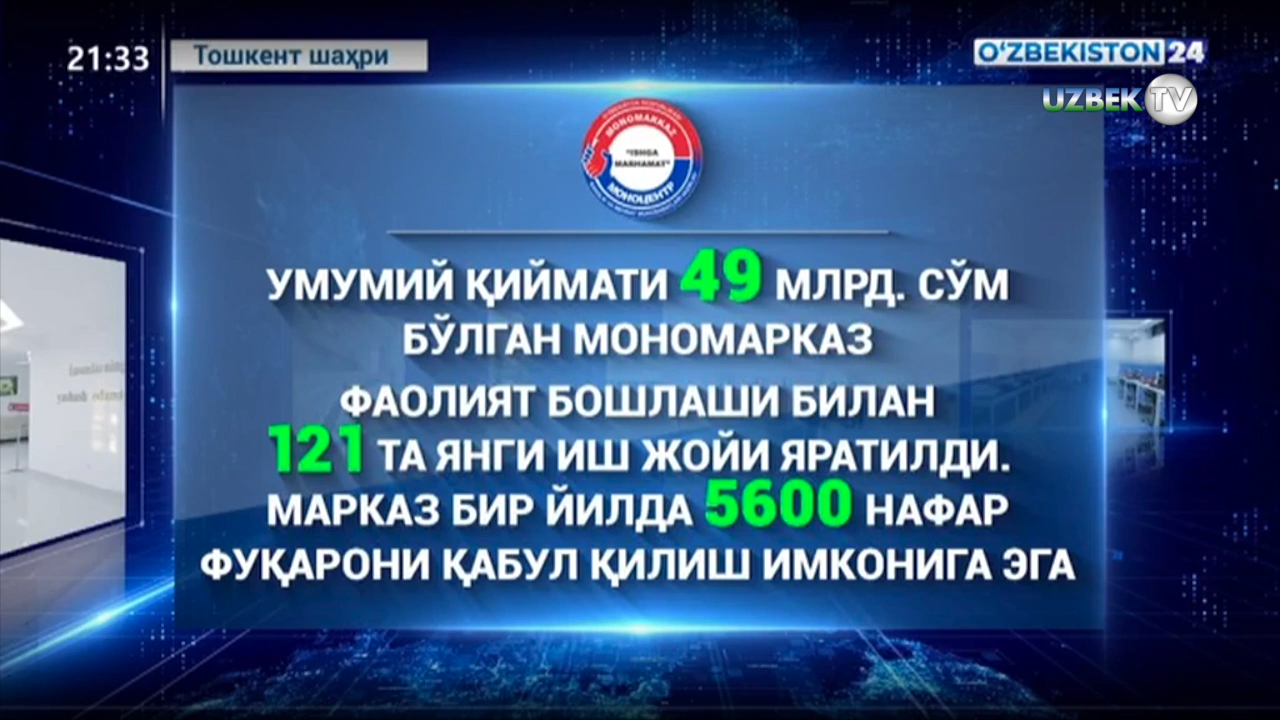 21:33
Тошкент шаҳри
O‘ZBEKISTON 24
UZBEK TV
MONOMARKAZ
"ISHGA
MARHAMAT"
МОНОЦЕНТР
УМУМИЙ ҚИЙМАТИ 49 МЛРД. СЎМ
БЎЛГАН МОНОМАРКАЗ
ФАОЛИЯТ БОШЛАШИ БИЛАН
121 ТА ЯНГИ ИШ ЖОЙИ ЯРАТИЛДИ.
МАРКАЗ БИР ЙИЛДА 5600 НАФАР
ФУҚАРОНИ ҚАБУЛ ҚИЛИШ ИМКОНИГА ЭГА